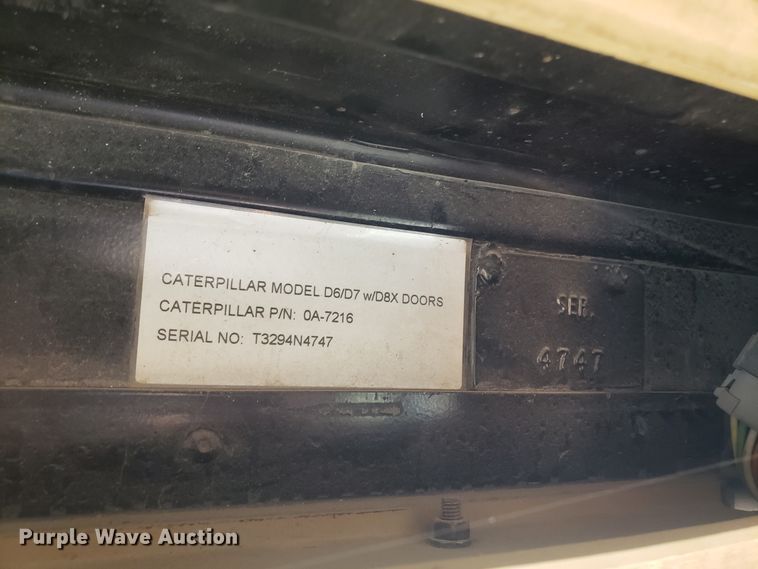 CATERPILLAR MODEL D6/D7 w/D8X DOORS
CATERPILLAR P/N: 0A-7216
SERIAL NO: T3294N4747
SER.
4747
Purple Wave Auction